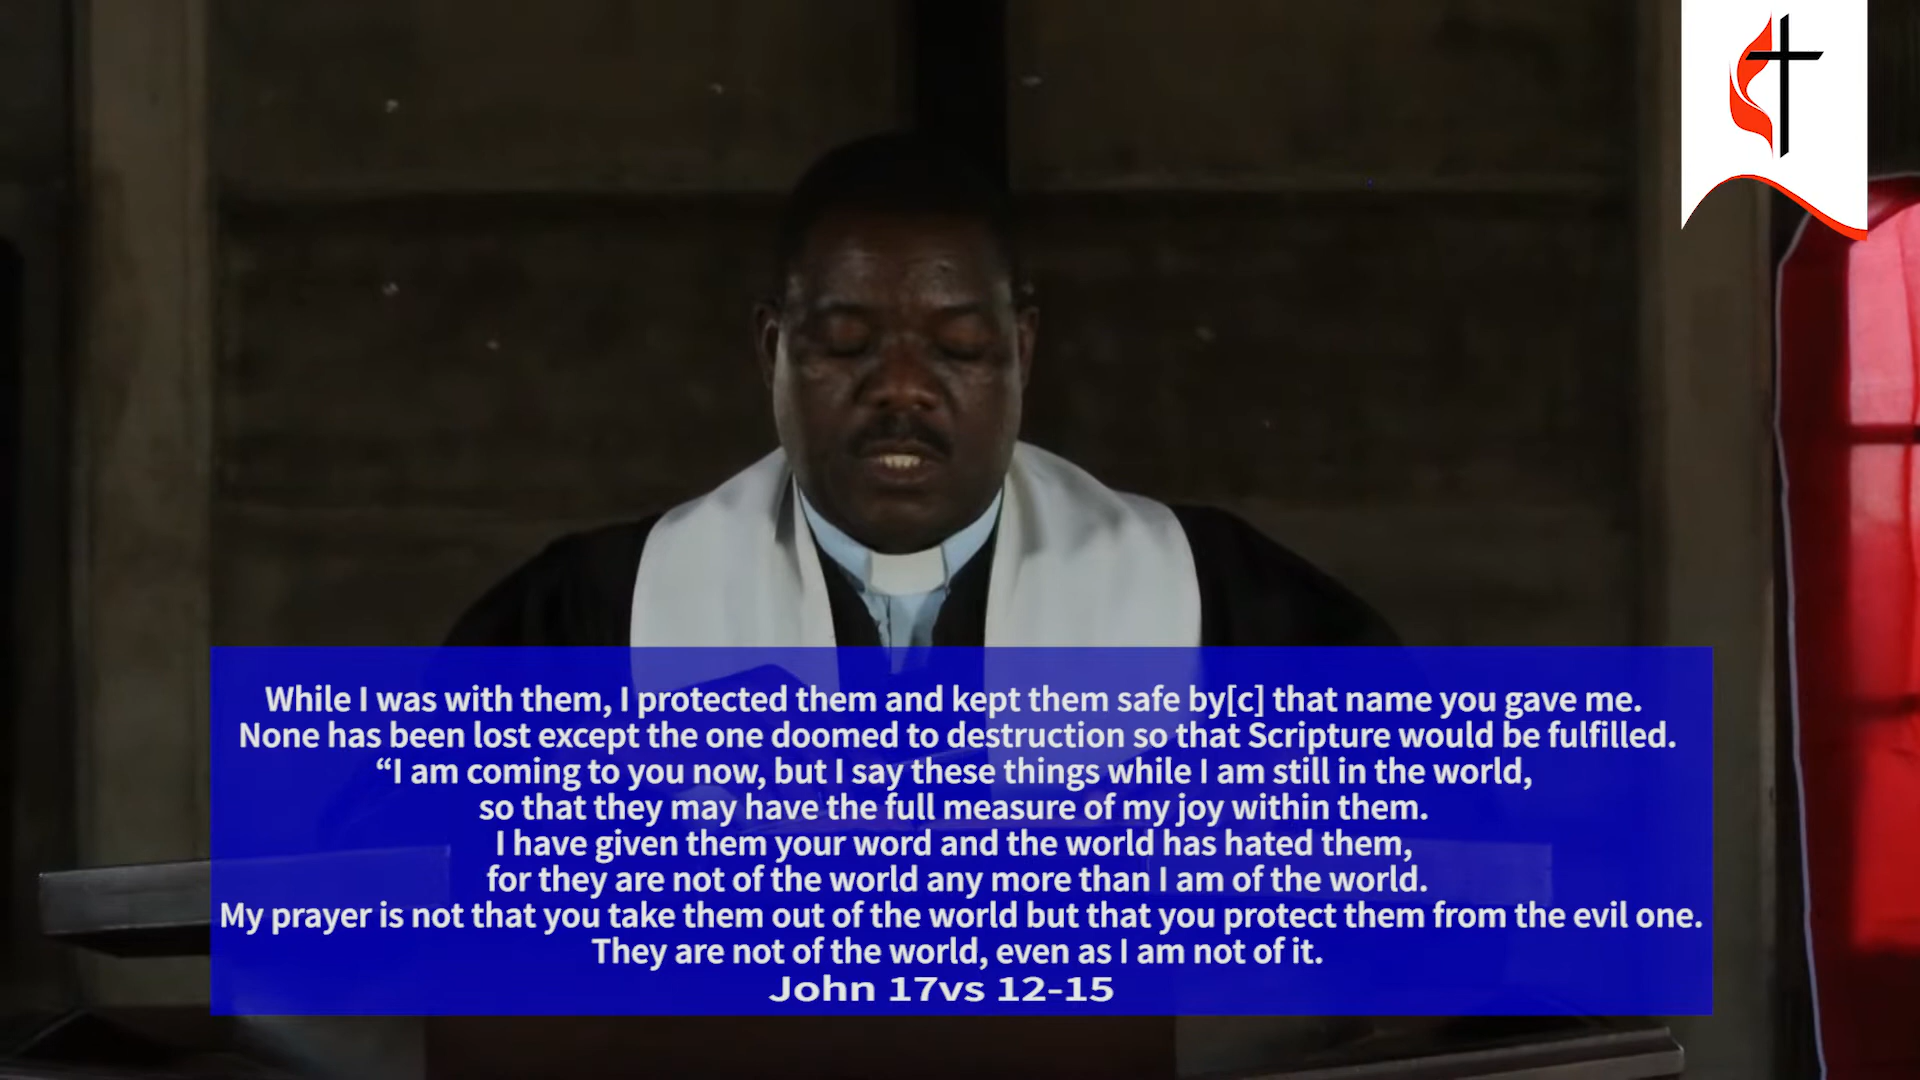 While I was with them, I protected them and kept them safe by[c] that name you gave me.
None has been lost except the one doomed to destruction so that Scripture would be fulfilled.
“I am coming to you now, but I say these things while I am still in the world,
so that they may have the full measure of my joy within them.
I have given them your word and the world has hated them,
for they are not of the world any more than I am of the world.
My prayer is not that you take them out of the world but that you protect them from the evil one.
They are not of the world, even as I am not of it.
John 17vs 12-15